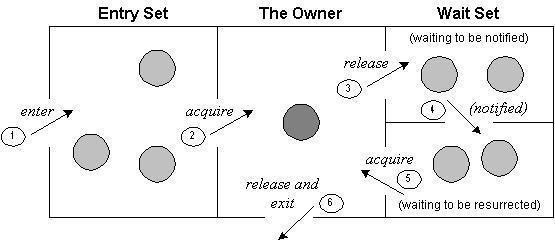 Entry Set
The Owner
Wait Set
(waiting to be notified)
release
3
enter
1
acquire
2
4
(notified)
acquire
5
release and
exit
6
(waiting to be resurrected)